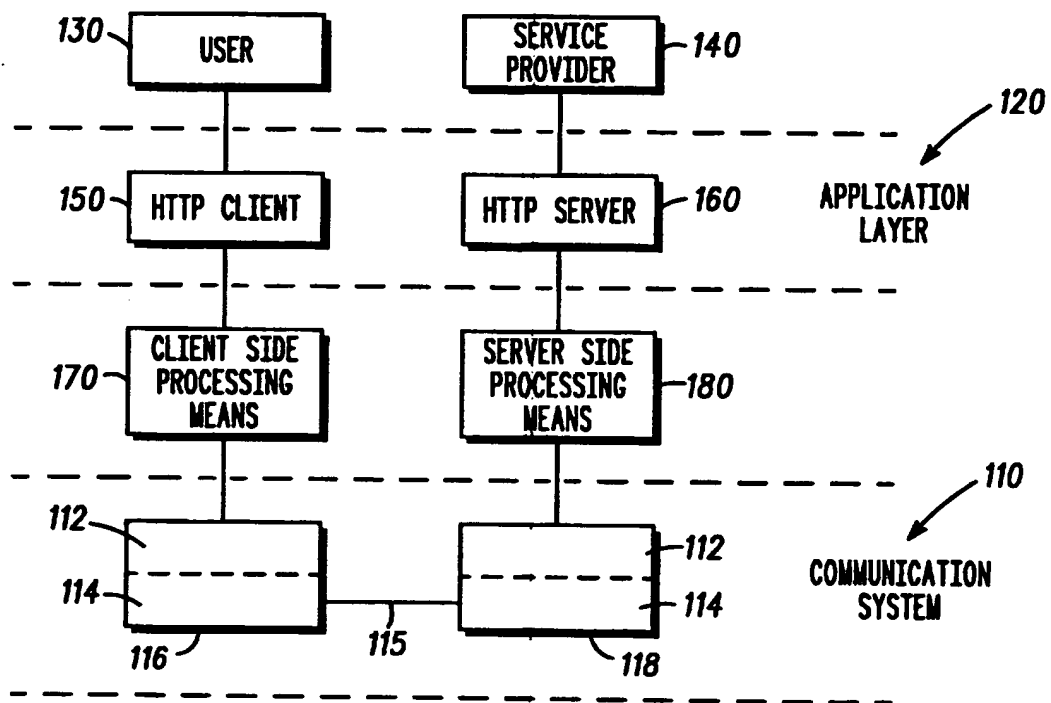 130
USER
SERVICE
PROVIDER
140
120
150
HTTP CLIENT
HTTP SERVER
160
APPLICATION
LAYER
170
CLIENT SIDE
PROCESSING
MEANS
SERVER SIDE
PROCESSING
MEANS
180
110
112
112
COMMUNICATION
SYSTEM
114
114
116
115
118